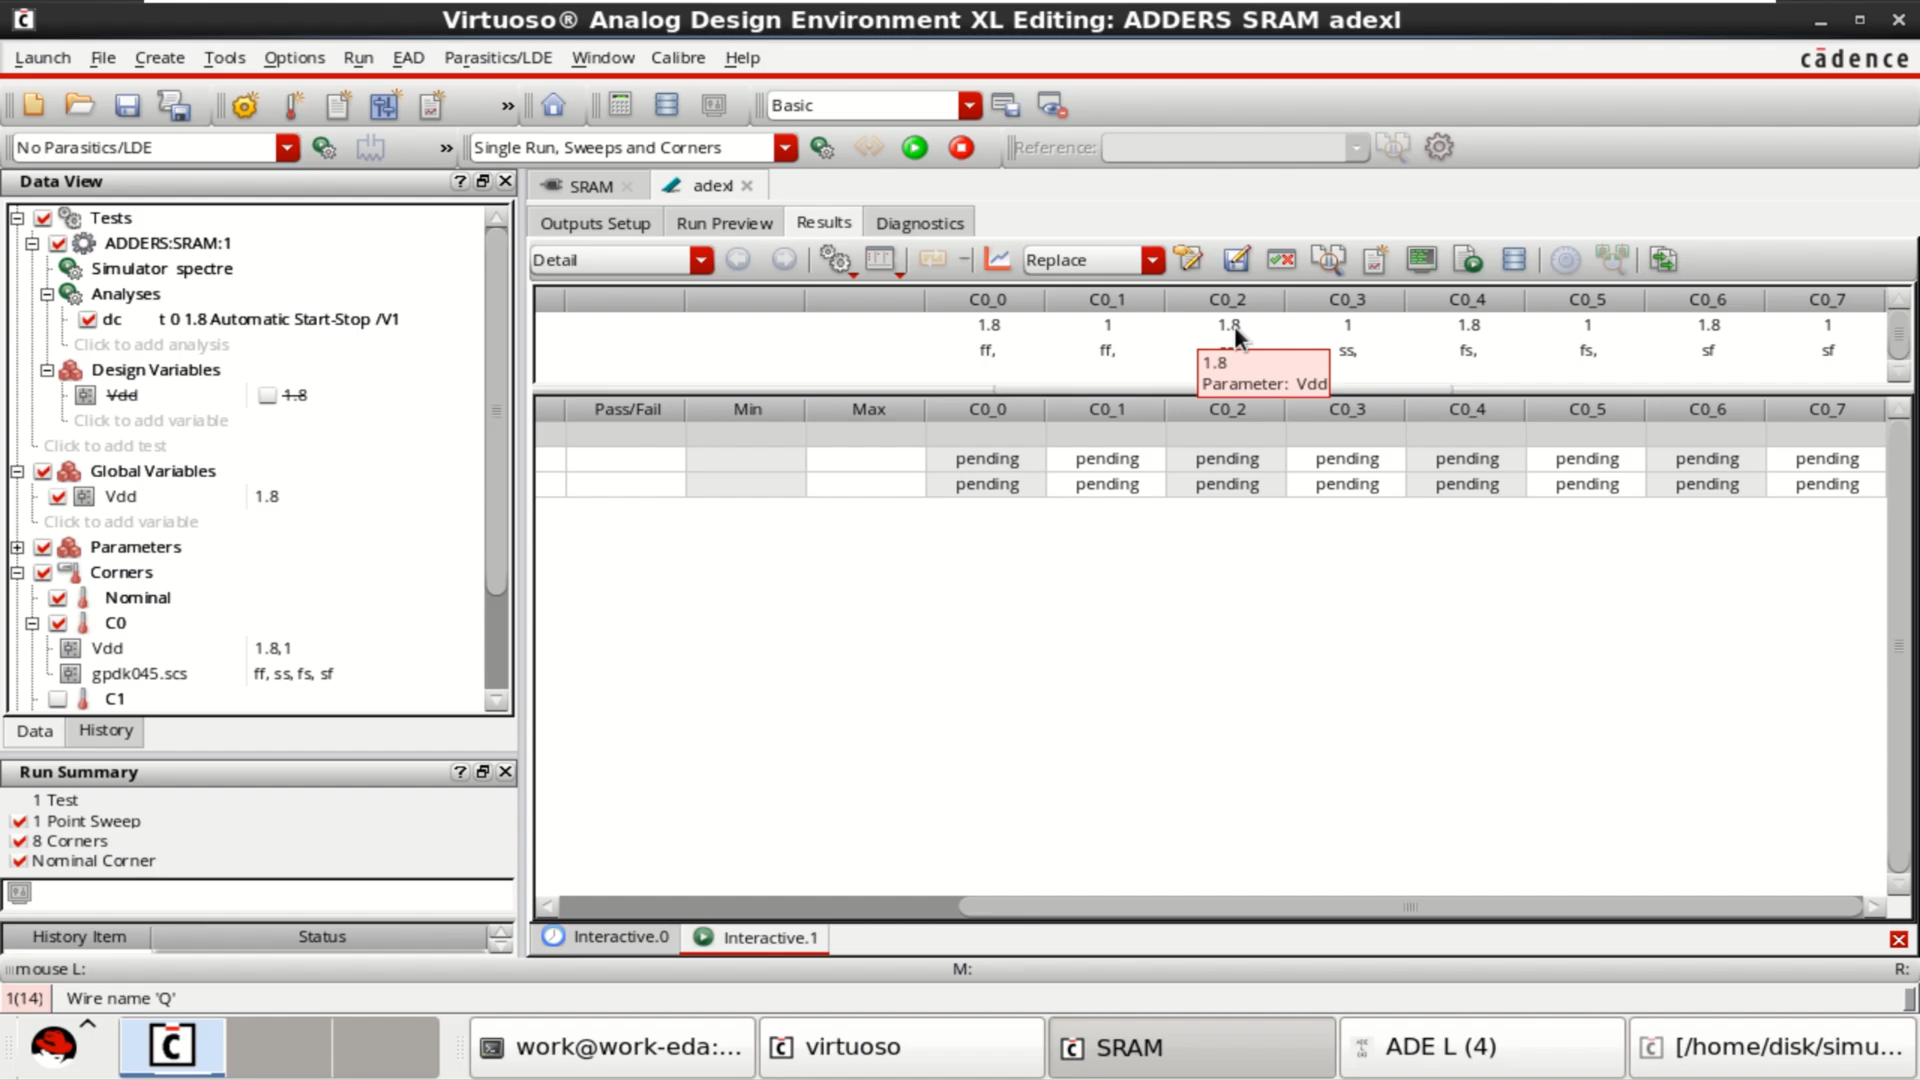 Virtuoso® Analog Design Environment XL Editing: ADDERS SRAM adexl
Launch File Create Tools Options Run EAD Parasitics/LDE Window Calibre Help
cādence
» Basic
No Parasitics/LDE » Single Run, Sweeps and Corners Reference:
Data View
Tests
ADDERS:SRAM:1
Simulator spectre
Analyses
dc t 0 1.8 Automatic Start-Stop /V1
Click to add analysis
Design Variables
Vdd 1.8
Click to add variable
Click to add test
Global Variables
Vdd 1.8
Click to add variable
Parameters
Corners
Nominal
C0
Vdd 1.8,1
gpdk045.scs ff, ss, fs, sf
C1
Data History
Run Summary
1 Test
1 Point Sweep
8 Corners
Nominal Corner
History Item Status
SRAM adexl
Outputs Setup Run Preview Results Diagnostics
Detail Replace
C0_0 C0_1 C0_2 C0_3 C0_4 C0_5 C0_6 C0_7
1.8 1 1.8 1 1.8 1 1.8 1
ff, ff, ss, fs, fs, sf sf
1.8
Parameter: Vdd
Pass/Fail Min Max C0_0 C0_1 C0_2 C0_3 C0_4 C0_5 C0_6 C0_7
pending pending pending pending pending pending pending pending
pending pending pending pending pending pending pending pending
Interactive.0 Interactive.1
mouse L: M: R:
1(14) Wire name 'Q'
work@work-eda:... virtuoso SRAM ADE L (4) [/home/disk/simu...